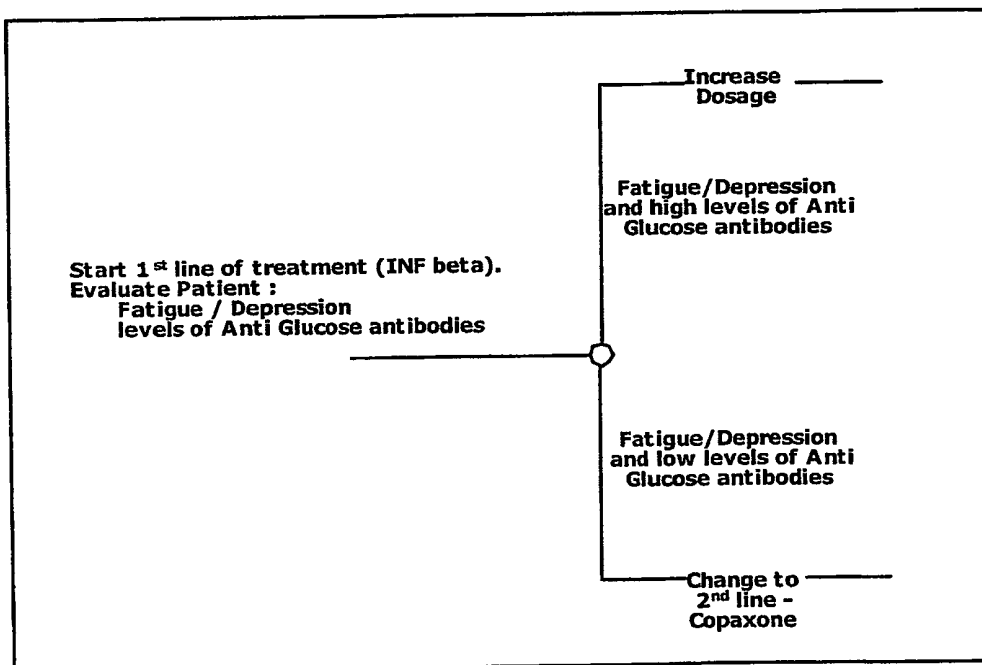 Increase
Dosage
Fatigue/Depression
and high levels of Anti
Glucose antibodies
Start 1st line of treatment (INF beta).
Evaluate Patient :
Fatigue / Depression
levels of Anti Glucose antibodies
Fatigue/Depression
and low levels of Anti
Glucose antibodies
Change to
2nd line -
Copaxone